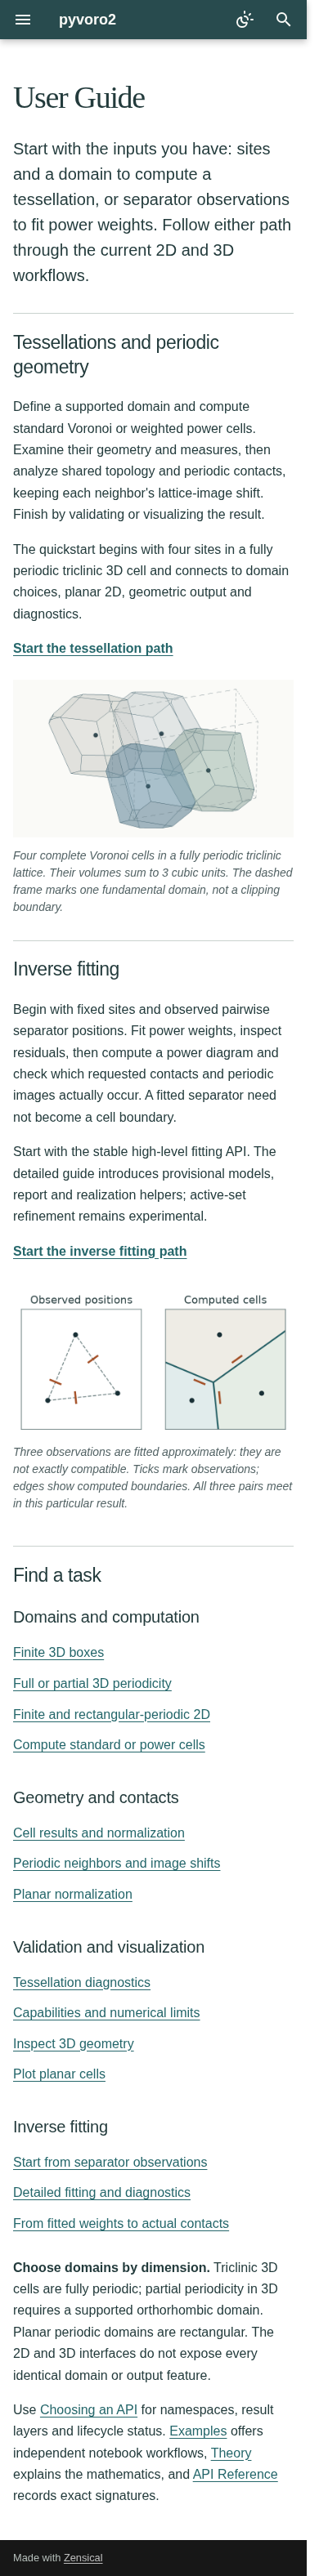 pyvoro2
User Guide
Start with the inputs you have: sites
and a domain to compute a
tessellation, or separator observations
to fit power weights. Follow either path
through the current 2D and 3D
workflows.
Tessellations and periodic
geometry
Define a supported domain and compute
standard Voronoi or weighted power cells.
Examine their geometry and measures, then
analyze shared topology and periodic contacts,
keeping each neighbor's lattice-image shift.
Finish by validating or visualizing the result.
The quickstart begins with four sites in a fully
periodic triclinic 3D cell and connects to domain
choices, planar 2D, geometric output and
diagnostics.
Start the tessellation path
Four complete Voronoi cells in a fully periodic triclinic
lattice. Their volumes sum to 3 cubic units. The dashed
frame marks one fundamental domain, not a clipping
boundary.
Inverse fitting
Begin with fixed sites and observed pairwise
separator positions. Fit power weights, inspect
residuals, then compute a power diagram and
check which requested contacts and periodic
images actually occur. A fitted separator need
not become a cell boundary.
Start with the stable high-level fitting API. The
detailed guide introduces provisional models,
report and realization helpers; active-set
refinement remains experimental.
Start the inverse fitting path
Observed positions
Computed cells
Three observations are fitted approximately: they are
not exactly compatible. Ticks mark observations;
edges show computed boundaries. All three pairs meet
in this particular result.
Find a task
Domains and computation
Finite 3D boxes
Full or partial 3D periodicity
Finite and rectangular-periodic 2D
Compute standard or power cells
Geometry and contacts
Cell results and normalization
Periodic neighbors and image shifts
Planar normalization
Validation and visualization
Tessellation diagnostics
Capabilities and numerical limits
Inspect 3D geometry
Plot planar cells
Inverse fitting
Start from separator observations
Detailed fitting and diagnostics
From fitted weights to actual contacts
Choose domains by dimension. Triclinic 3D
cells are fully periodic; partial periodicity in 3D
requires a supported orthorhombic domain.
Planar periodic domains are rectangular. The
2D and 3D interfaces do not expose every
identical domain or output feature.
Use Choosing an API for namespaces, result
layers and lifecycle status. Examples offers
independent notebook workflows, Theory
explains the mathematics, and API Reference
records exact signatures.
Made with Zensical